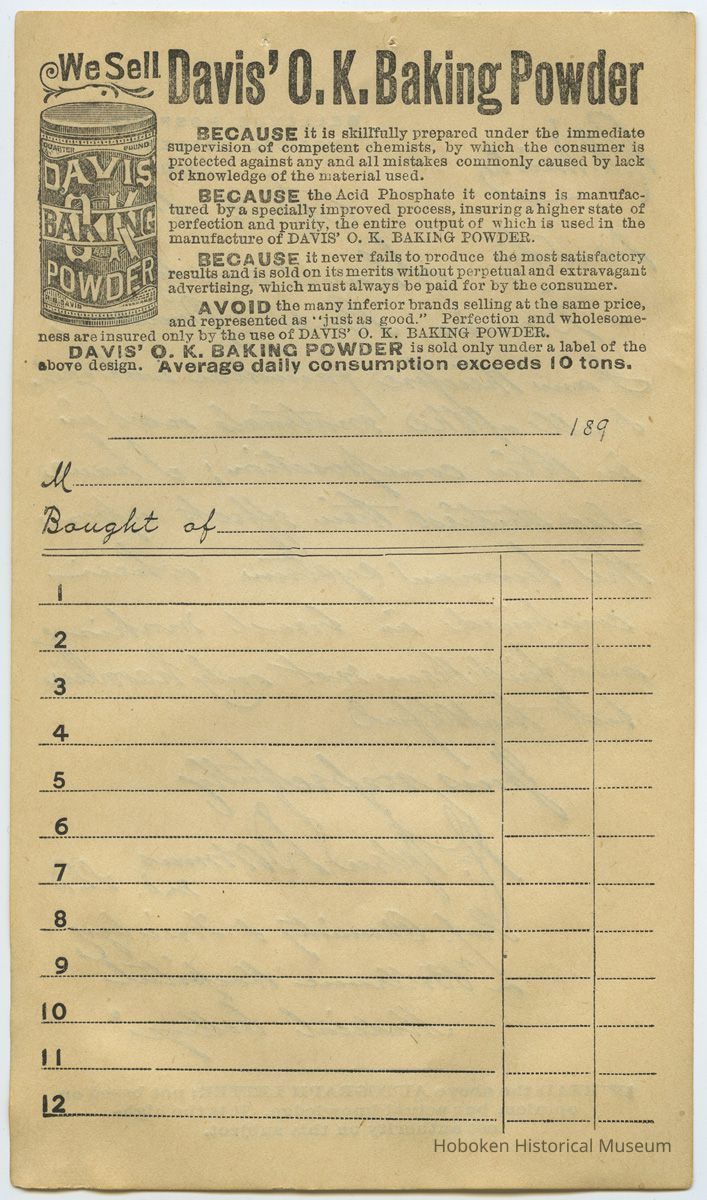 We Sell Davis' O. K. Baking Powder
QUARTER POUND
DAVIS'
O.K.
BAKING
POWDER
R.B. DAVIS
BECAUSE it is skillfully prepared under the immediate
supervision of competent chemists, by which the consumer is
protected against any and all mistakes commonly caused by lack
of knowledge of the material used.
BECAUSE the Acid Phosphate it contains is manufac-
tured by a specially improved process, insuring a higher state of
perfection and purity, the entire output of which is used in the
manufacture of DAVIS' O. K. BAKING POWDER.
BECAUSE it never fails to produce the most satisfactory
results and is sold on its merits without perpetual and extravagant
advertising, which must always be paid for by the consumer.
AVOID the many inferior brands selling at the same price,
and represented as "just as good." Perfection and wholesome-
ness are insured only by the use of DAVIS' O. K. BAKING POWDER.
DAVIS' O. K. BAKING POWDER is sold only under a label of the
above design. Average daily consumption exceeds 10 tons.
189
M
Bought of
1
2
3
4
5
6
7
8
9
10
11
12
Hoboken Historical Museum